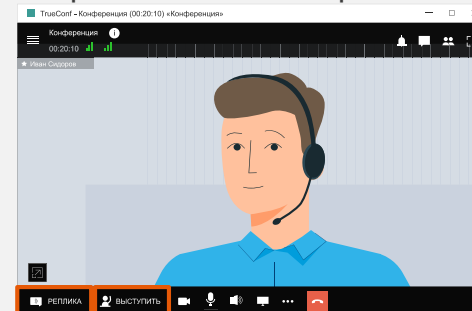 TrueConf - Конференция (00:20:10) «Конференция»
Конференция
00:20:10
Иван Сидоров
РЕПЛИКА
ВЫСТУПИТЬ